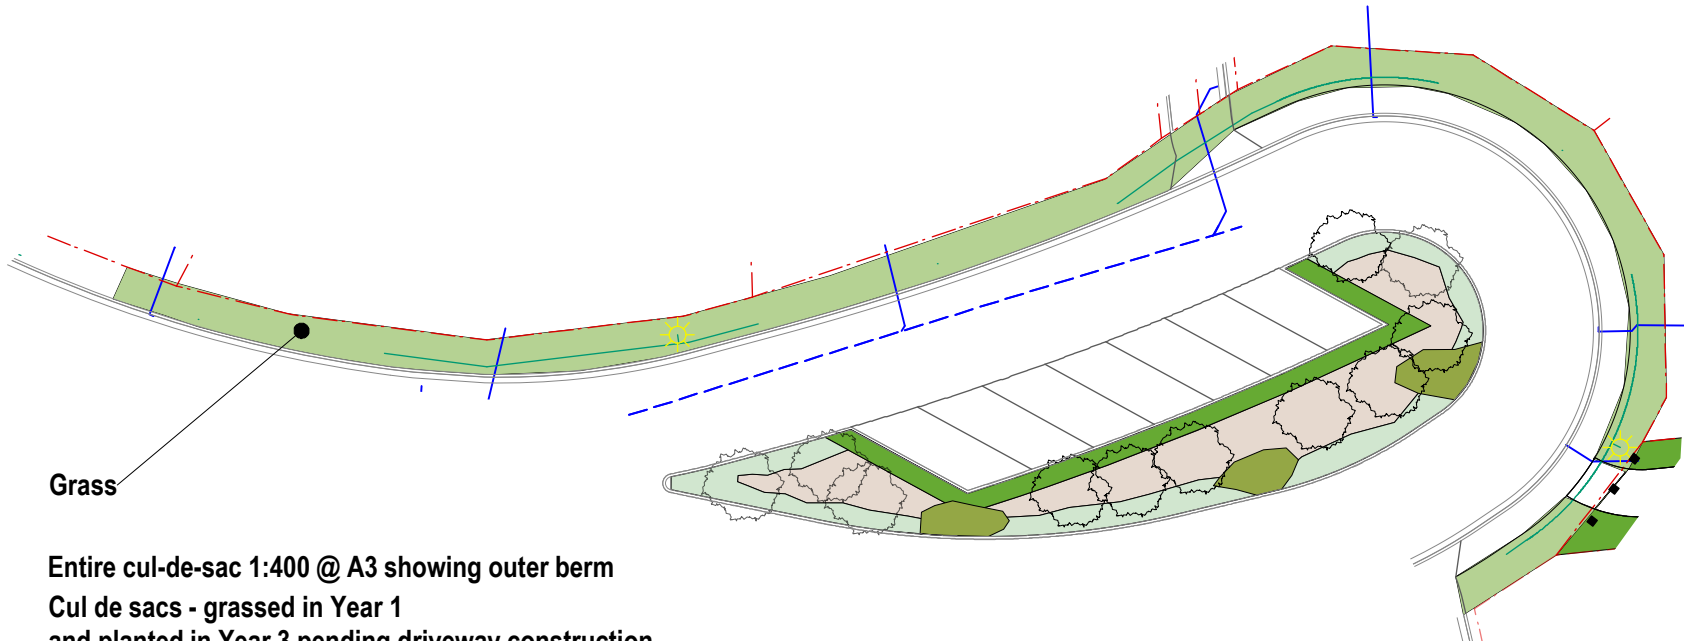 Grass
Entire cul-de-sac 1:400 @ A3 showing outer berm
Cul de sacs - grassed in Year 1
and planted in Year 3 pending driveway construction